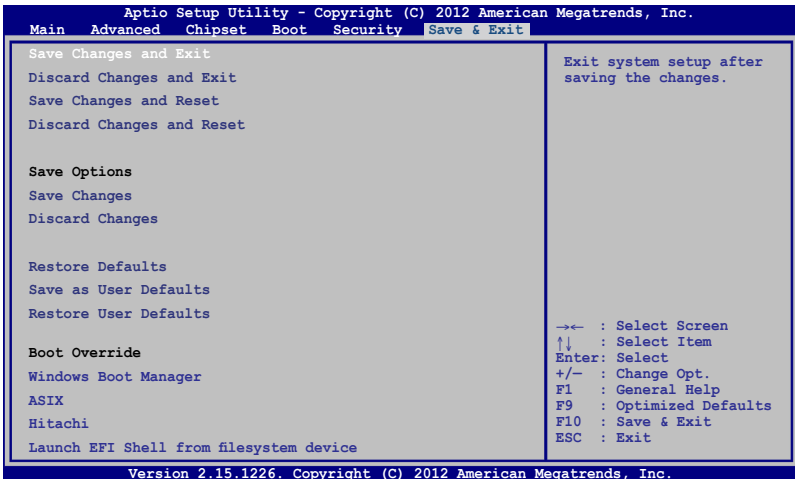 Aptio Setup Utility - Copyright (C) 2012 American Megatrends, Inc.
Main Advanced Chipset Boot Security Save & Exit
Save Changes and Exit
Discard Changes and Exit
Save Changes and Reset
Discard Changes and Reset
Save Options
Save Changes
Discard Changes
Restore Defaults
Save as User Defaults
Restore User Defaults
Boot Override
Windows Boot Manager
ASIX
Hitachi
Launch EFI Shell from filesystem device
Exit system setup after
saving the changes.
→← : Select Screen
↑↓ : Select Item
Enter: Select
+/— : Change Opt.
F1 : General Help
F9 : Optimized Defaults
F10 : Save & Exit
ESC : Exit
Version 2.15.1226. Copyright (C) 2012 American Megatrends, Inc.